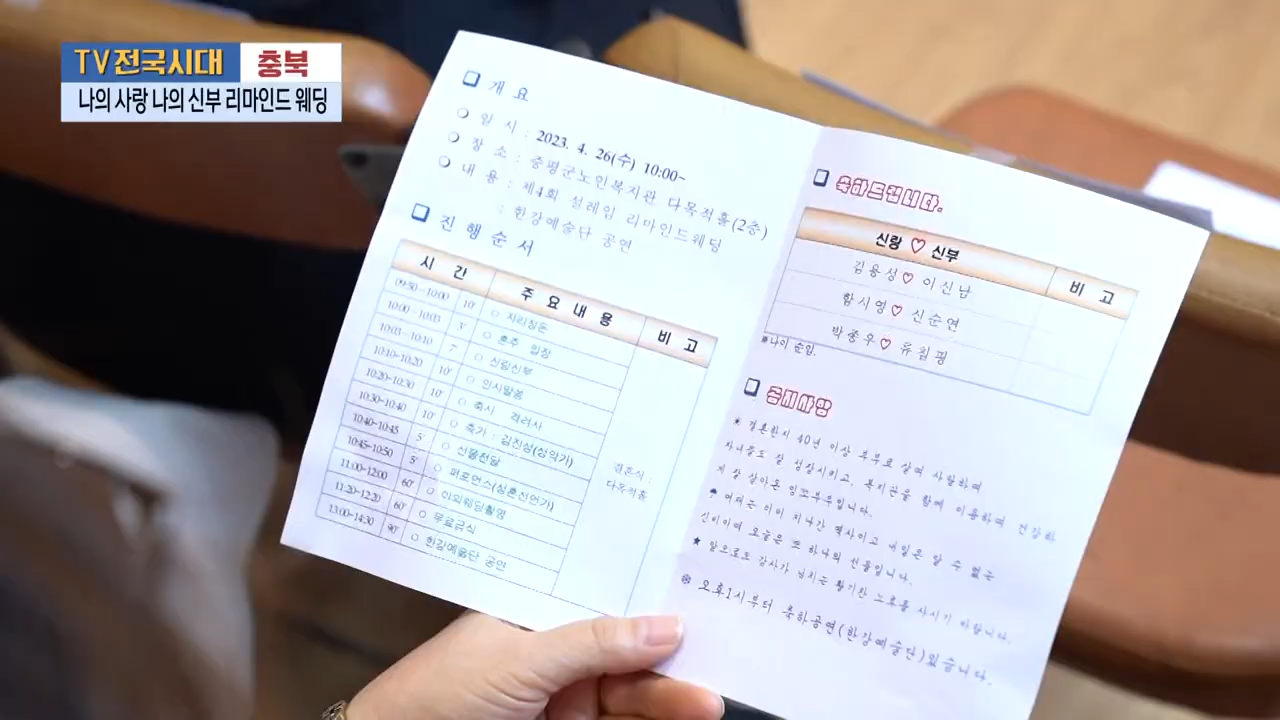 TV전국시대 충북
나의 사랑 나의 신부 리마인드 웨딩
❏ 개 요
❍ 일 시 : 2023. 4. 26(수) 10:00~
❍ 장 소 : 증평군노인복지관 다목적홀(2층)
❍ 내 용 : 제4회 설레임 리마인드웨딩
: 한강예술단 공연
❏ 진 행 순 서
시 간 주 요 내 용 비 고
09:50 – 10:00 10' ○ 자리정돈
10:00 – 10:03 3' ○ 혼주 입장
10:03 – 10:10 7' ○ 신랑신부
10:10-10:20 10' ○ 인사말씀
10:20-10:30 10' ○ 축사 격려사
10:30-10:40 10' ○ 축가 : 김진성(성악가)
10:40-10:45 5' ○ 선물전달
10:45-10:50 5' ○ 퍼포먼스(성혼선언가)
11:00-12:00 60' ○ 야외웨딩촬영
11:20-12:20 60' ○ 무료급식
13:00-14:30 90' ○ 한강예술단 공연
결혼식 :
다목적홀
❏ 축하드립니다.
신랑 ♡ 신부 비 고
김용성♡이신남
함시영♡신순연
박종우♡류침핑
※나이 순임.
❏ 공지사항
★ 결혼한지 40년 이상 부부로 살며 사랑하며
자녀들도 잘 성장시키고, 복지관을 함께 이용하며 건강하
게 잘 살아온 잉꼬부부입니다.
어제는 이미 지나간 역사이고 내일은 알 수 없는
신비이며 오늘은 또 하나의 선물입니다.
★ 앞으로도 감사가 넘치는 활기찬 노후를 사시기 바랍니다.
오후1시부터 축하공연(한강예술단)있습니다.